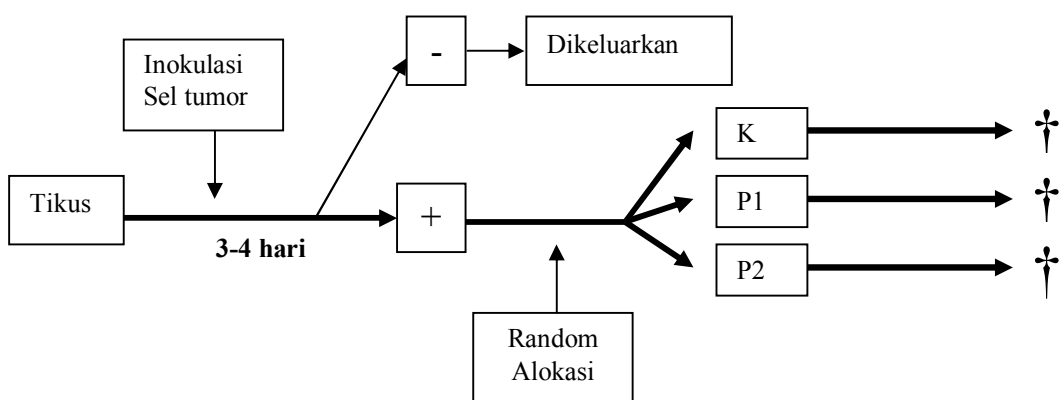 Inokulasi
Sel tumor
-
Dikeluarkan
Tikus
3-4 hari
+
Random
Alokasi
K
†
P1
†
P2
†